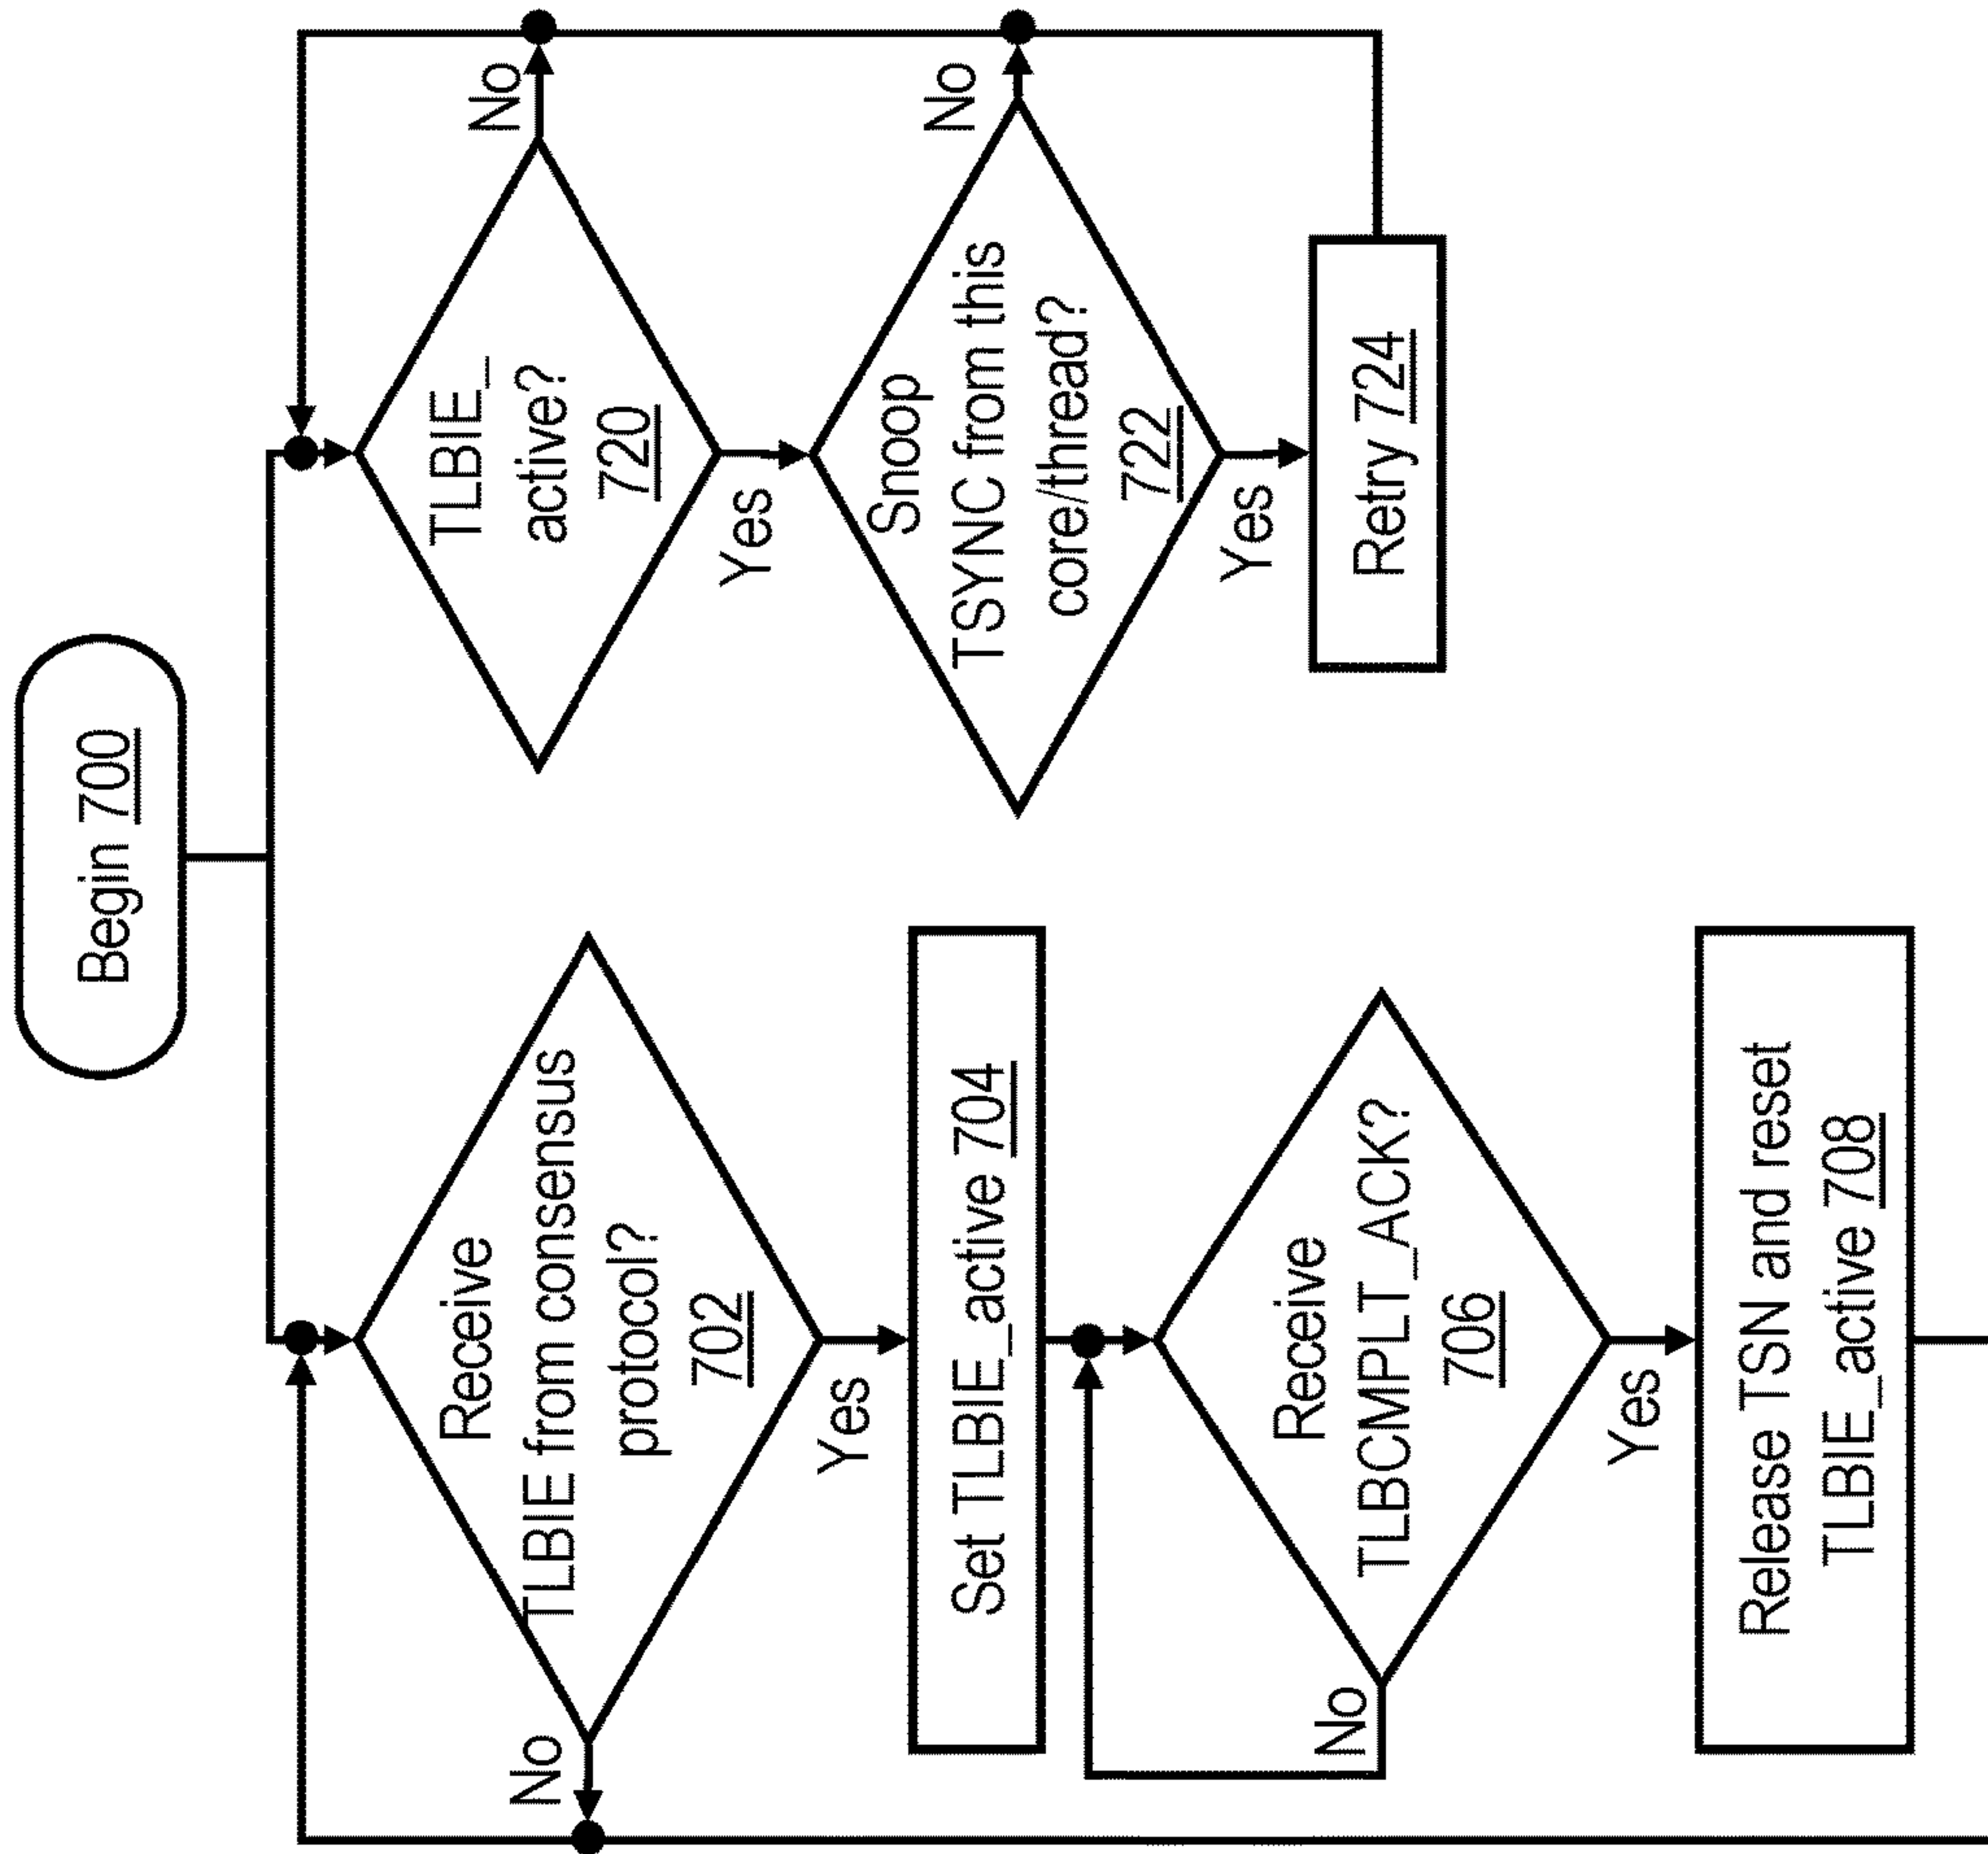 Begin 700
Receive
TLBIE from consensus
protocol?
702
No
Yes
Set TLBIE_active 704
Receive
TLBCMPLT_ACK?
706
No
Yes
Release TSN and reset
TLBIE_active 708
TLBIE_
active?
720
No
Yes
Snoop
TSYNC from this
core/thread?
722
No
Yes
Retry 724